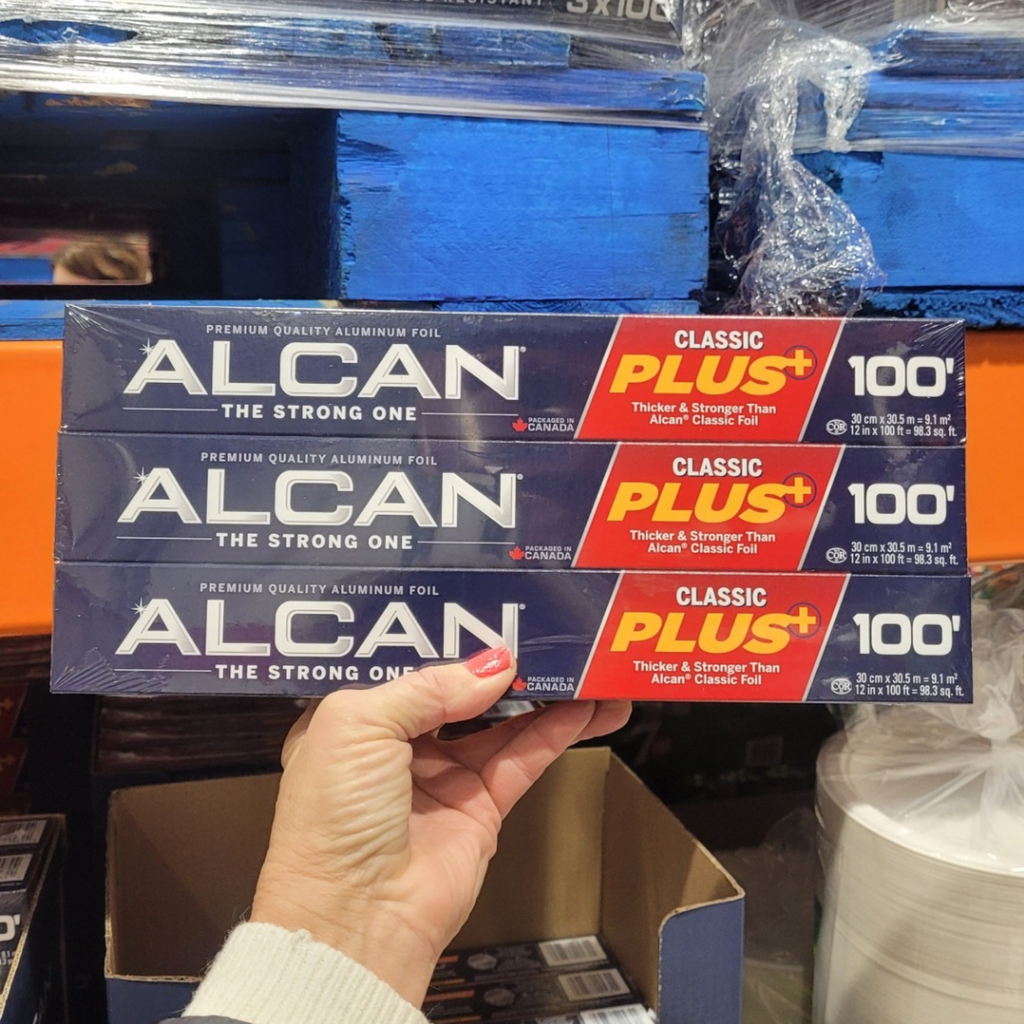 RESISTANT 3x100
PREMIUM QUALITY ALUMINUM FOIL
ALCAN®
THE STRONG ONE
PACKAGED IN
CANADA
CLASSIC
PLUS+
Thicker & Stronger Than
Alcan® Classic Foil
100'
COR
30 cm x 30.5 m = 9.1 m²
12 in x 100 ft = 98.3 sq. ft.
PREMIUM QUALITY ALUMINUM FOIL
ALCAN®
THE STRONG ONE
PACKAGED IN
CANADA
CLASSIC
PLUS+
Thicker & Stronger Than
Alcan® Classic Foil
100'
COR
30 cm x 30.5 m = 9.1 m²
12 in x 100 ft = 98.3 sq. ft.
PREMIUM QUALITY ALUMINUM FOIL
ALCAN®
THE STRONG ONE
PACKAGED IN
CANADA
CLASSIC
PLUS+
Thicker & Stronger Than
Alcan® Classic Foil
100'
COR
30 cm x 30.5 m = 9.1 m²
12 in x 100 ft = 98.3 sq. ft.